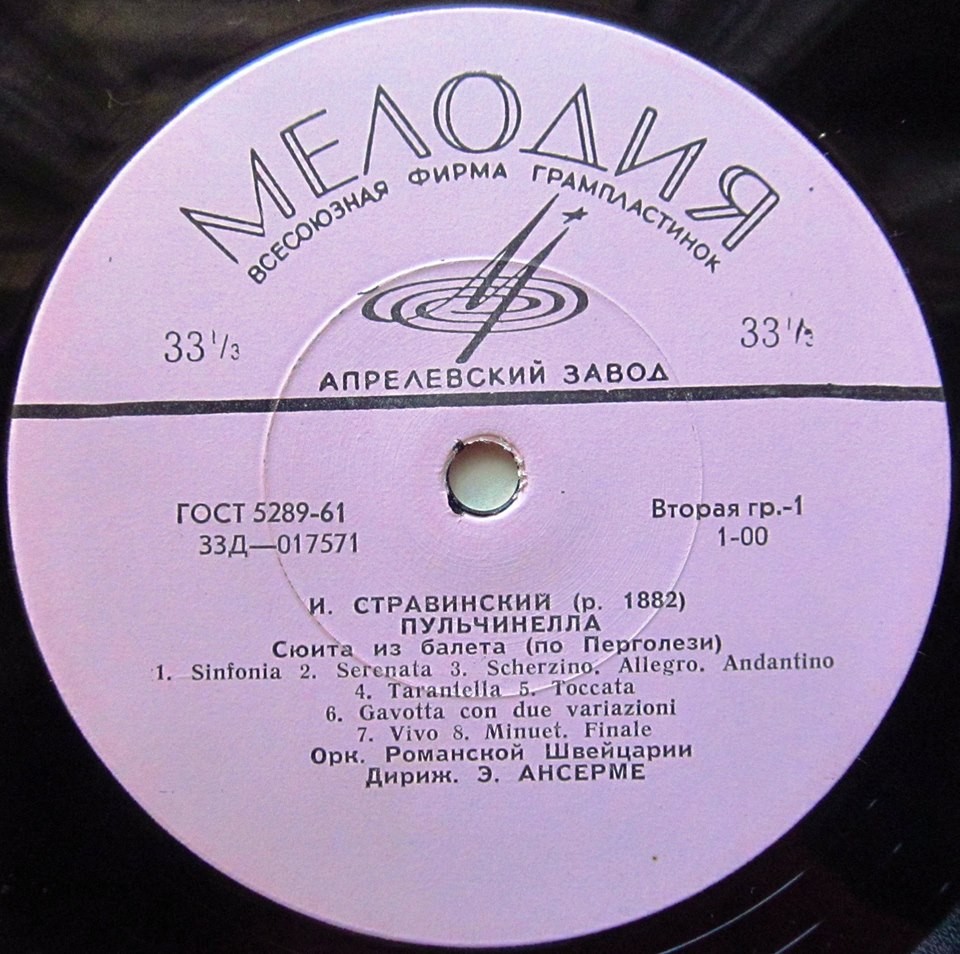 МЕЛОДИЯ
ВСЕСОЮЗНАЯ ФИРМА ГРАМПЛАСТИНОК
33 1/3
33 1/3
АПРЕЛЕВСКИЙ ЗАВОД
ГОСТ 5289-61
Вторая гр.-1
33Д—017571
1-00
И. СТРАВИНСКИЙ (р. 1882)
ПУЛЬЧИНЕЛЛА
Сюита из балета (по Перголези)
1. Sinfonia 2. Serenata 3. Scherzino. Allegro. Andantino
4. Tarantella 5. Toccata
6. Gavotta con due variazioni
7. Vivo 8. Minuet. Finale
Орк. Романской Швейцарии
Дириж. Э. АНСЕРМЕ